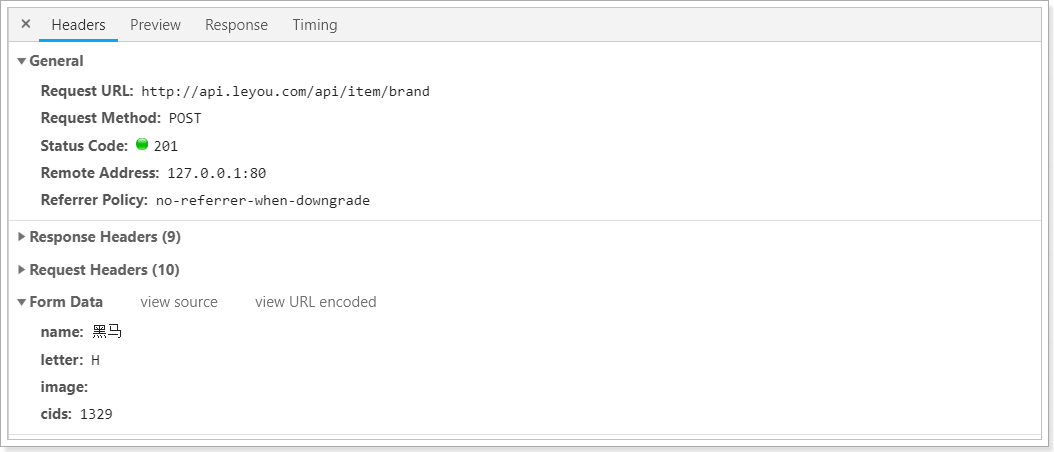 × Headers Preview Response Timing
General
Request URL: http://api.leyou.com/api/item/brand
Request Method: POST
Status Code: 201
Remote Address: 127.0.0.1:80
Referrer Policy: no-referrer-when-downgrade
Response Headers (9)
Request Headers (10)
Form Data view source view URL encoded
name: 黑马
letter: H
image:
cids: 1329